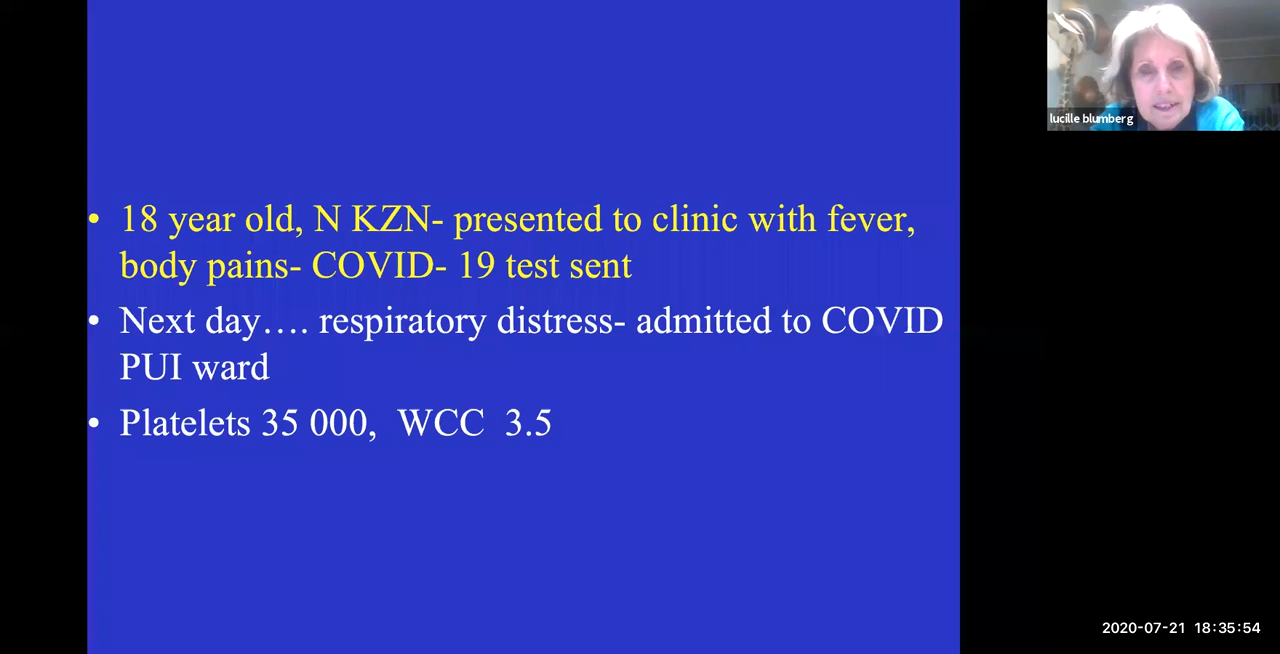 • 18 year old, N KZN- presented to clinic with fever,
body pains- COVID- 19 test sent
• Next day…. respiratory distress- admitted to COVID
PUI ward
• Platelets 35 000,  WCC  3.5
lucille blumberg
2020-07-21 18:35:54